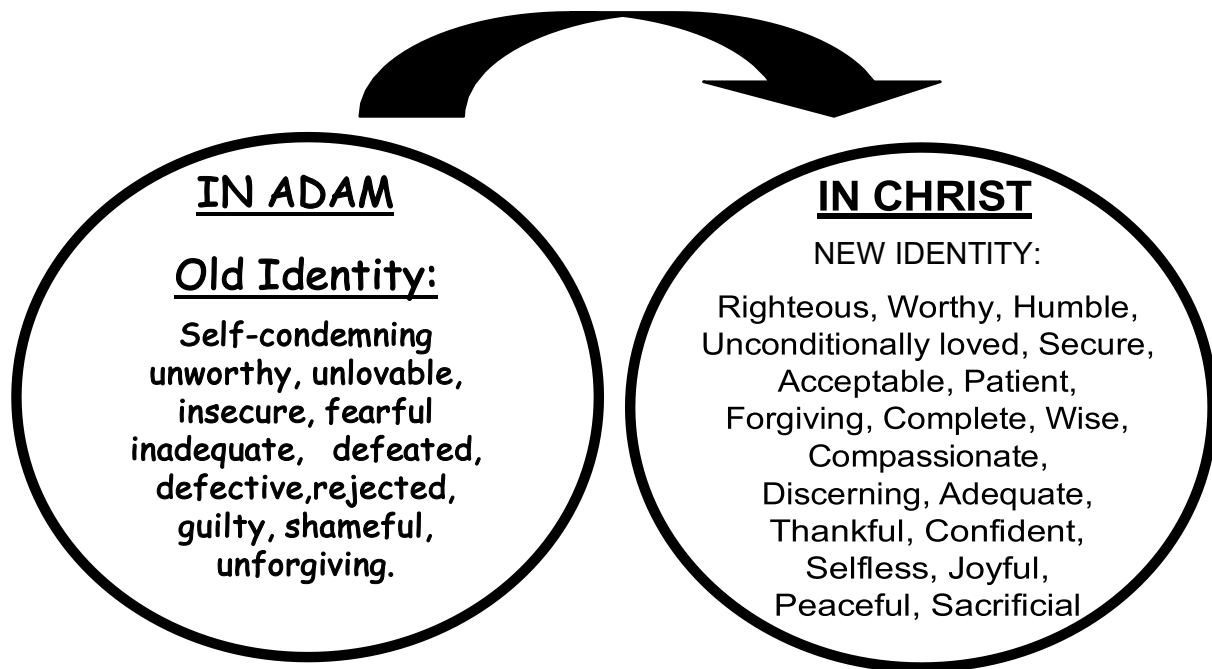 IN ADAM
Old Identity:
Self-condemning
unworthy, unlovable,
insecure, fearful
inadequate, defeated,
defective,rejected,
guilty, shameful,
unforgiving.
IN CHRIST
NEW IDENTITY:
Righteous, Worthy, Humble,
Unconditionally loved, Secure,
Acceptable, Patient,
Forgiving, Complete, Wise,
Compassionate,
Discerning, Adequate,
Thankful, Confident,
Selfless, Joyful,
Peaceful, Sacrificial